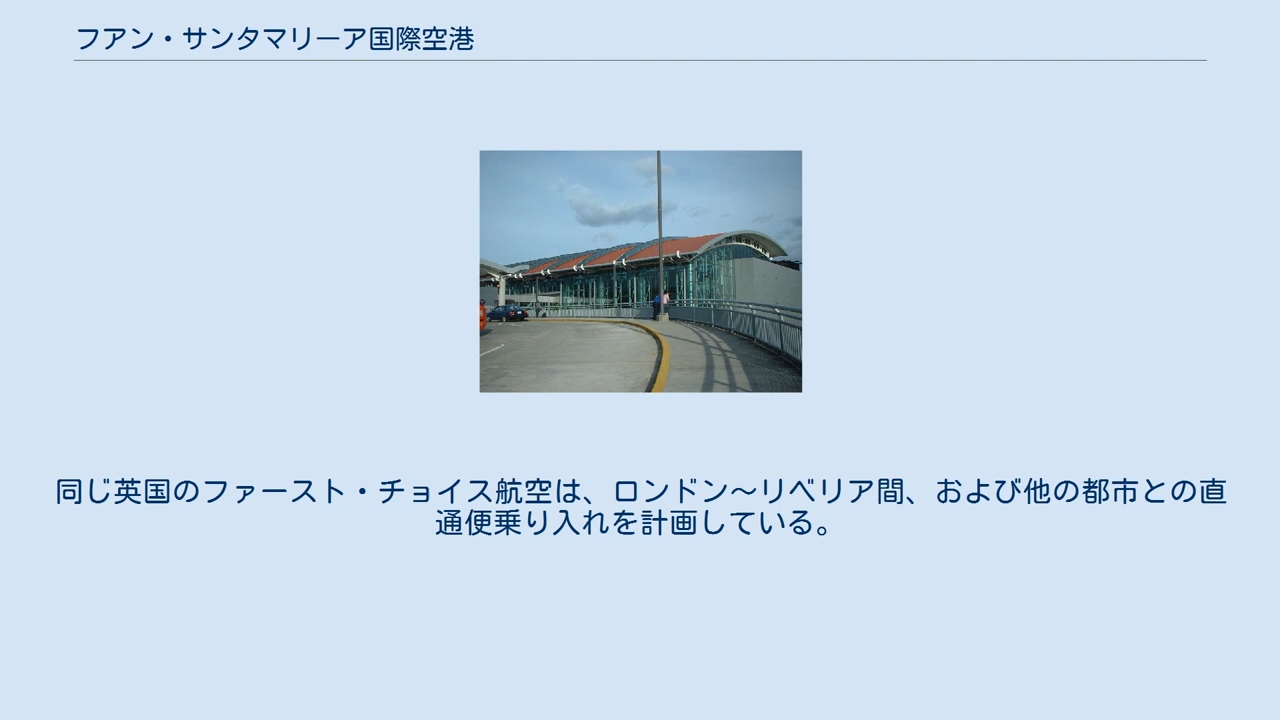 フアン・サンタマリーア国際空港
同じ英国のファースト・チョイス航空は、ロンドン〜リベリア間、および他の都市との直
通便乗り入れを計画している。